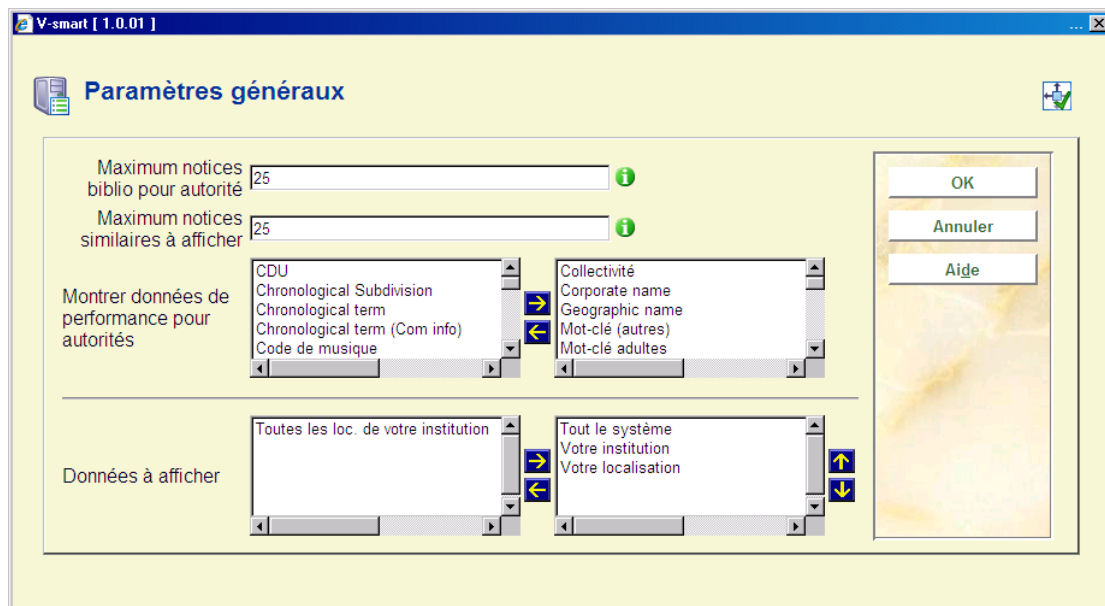 V-smart [ 1.0.01 ]
...
Paramètres généraux
Maximum notices
biblio pour autorité
25
Maximum notices
similaires à afficher
25
Montrer données de
performance pour
autorités
CDU
Chronological Subdivision
Chronological term
Chronological term (Com info)
Code de musique
Collectivité
Corporate name
Geographic name
Mot-clé (autres)
Mot-clé adultes
Données à afficher
Toutes les loc. de votre institution
Tout le système
Votre institution
Votre localisation
OK
Annuler
Aide